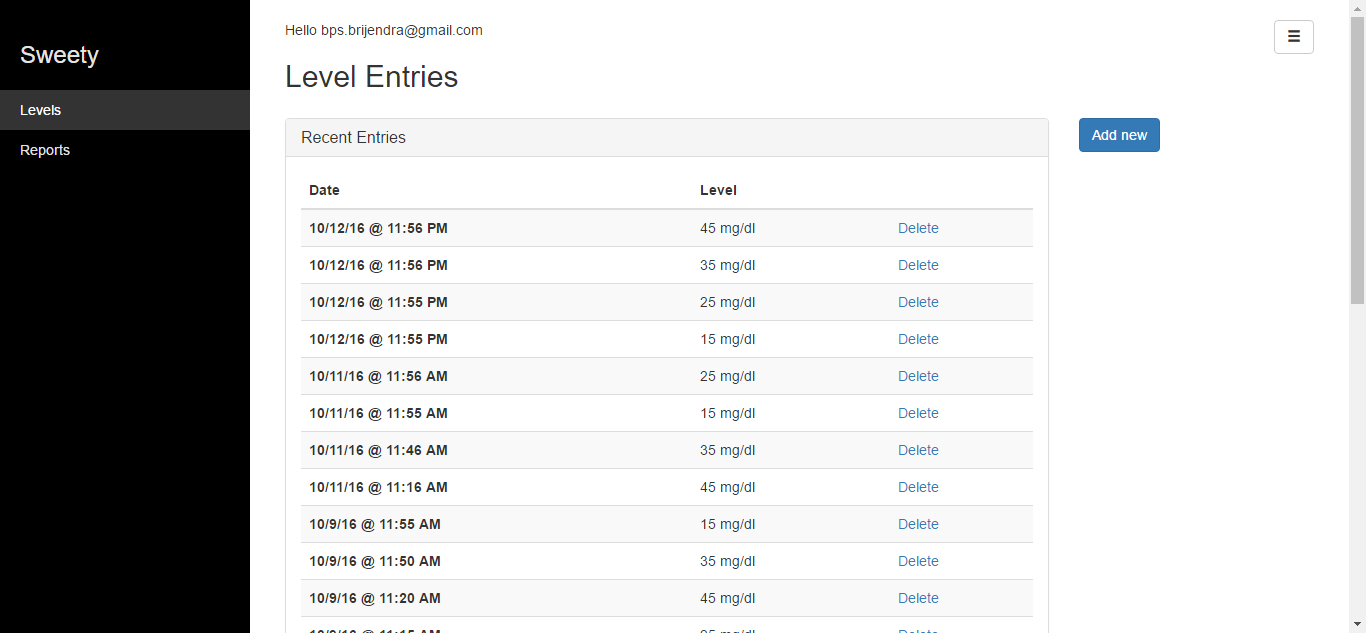 Sweety
Levels
Reports
Hello bps.brijendra@gmail.com
Level Entries
Recent Entries
Add new
Date Level
10/12/16 @ 11:56 PM 45 mg/dl Delete
10/12/16 @ 11:56 PM 35 mg/dl Delete
10/12/16 @ 11:55 PM 25 mg/dl Delete
10/12/16 @ 11:55 PM 15 mg/dl Delete
10/11/16 @ 11:56 AM 25 mg/dl Delete
10/11/16 @ 11:55 AM 15 mg/dl Delete
10/11/16 @ 11:46 AM 35 mg/dl Delete
10/11/16 @ 11:16 AM 45 mg/dl Delete
10/9/16 @ 11:55 AM 15 mg/dl Delete
10/9/16 @ 11:50 AM 35 mg/dl Delete
10/9/16 @ 11:20 AM 45 mg/dl Delete